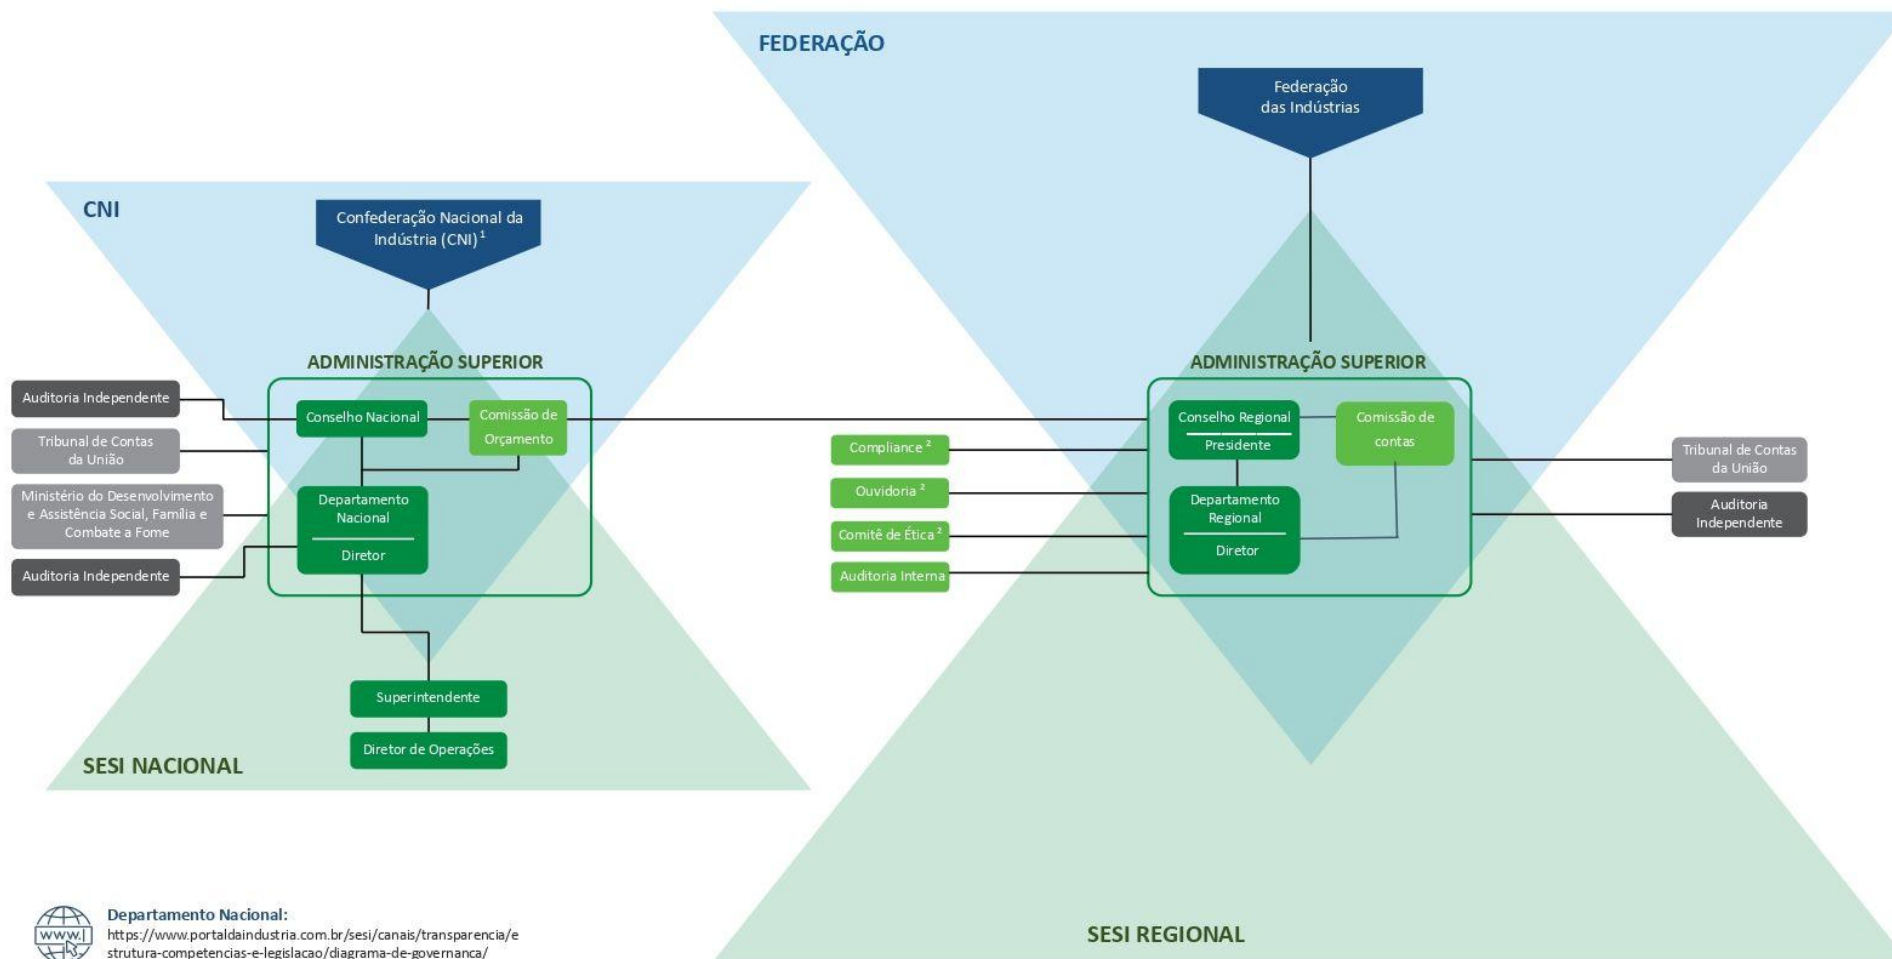 FEDERAÇÃO
Federação
das Indústrias
CNI
Confederação Nacional da
Indústria (CNI) ¹
ADMINISTRAÇÃO SUPERIOR
Auditoria Independente
Tribunal de Contas
da União
Ministério do Desenvolvimento
e Assistência Social, Família e
Combate a Fome
Auditoria Independente
Conselho Nacional
Comissão de
Orçamento
Departamento
Nacional
Diretor
Superintendente
Diretor de Operações
SESI NACIONAL
ADMINISTRAÇÃO SUPERIOR
Compliance ²
Ouvidoria ²
Comitê de Ética ²
Auditoria Interna
Conselho Regional
Presidente
Comissão de
contas
Departamento
Regional
Diretor
Tribunal de Contas
da União
Auditoria
Independente
SESI REGIONAL
www.
Departamento Nacional:
https://www.portaldaindustria.com.br/sesi/canais/transparencia/e
strutura-competencias-e-legislacao/diagrama-de-governanca/